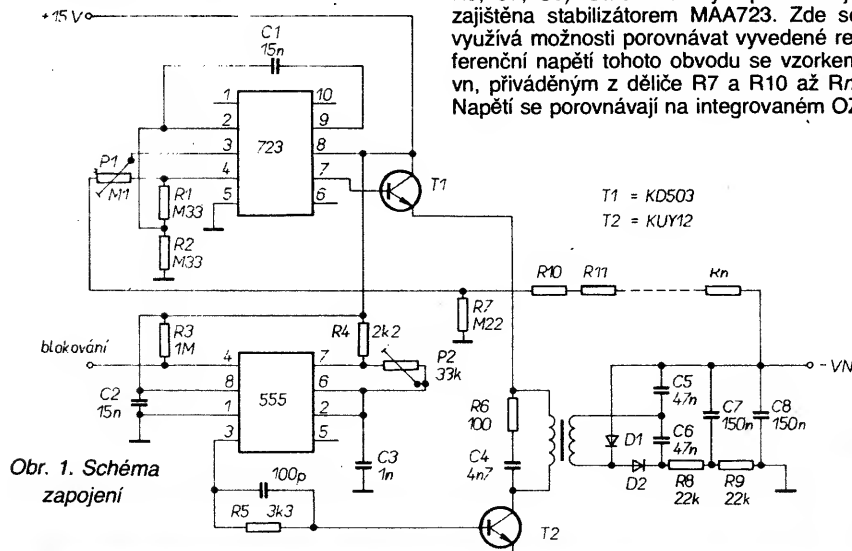 zajištěna stabilizátorem MAA723. Zde se
využívá možnosti porovnávat vyvedené re-
ferenční napětí tohoto obvodu se vzorkem
vn, přiváděným z děliče R7 a R10 až Rn
Napětí se porovnávají na integrovaném OZ
+15 V
C1
15n
1
10
2
9
3
723
8
4
7
5
6
P1
M1
R1
M33
R2
M33
T1
T1 = KD503
T2 = KUY12
R10
R11
Rn
R7
M22
R3
1M
R4
2k2
P2
33k
blokování
4
7
8
6
555
1
2
3
5
C2
15n
C3
1n
100p
R5
3k3
T2
R6
100
C4
4n7
D1
D2
C5
47n
C6
47n
C7
150n
C8
150n
R8
22k
R9
22k
-VN
Obr. 1. Schéma
zapojení